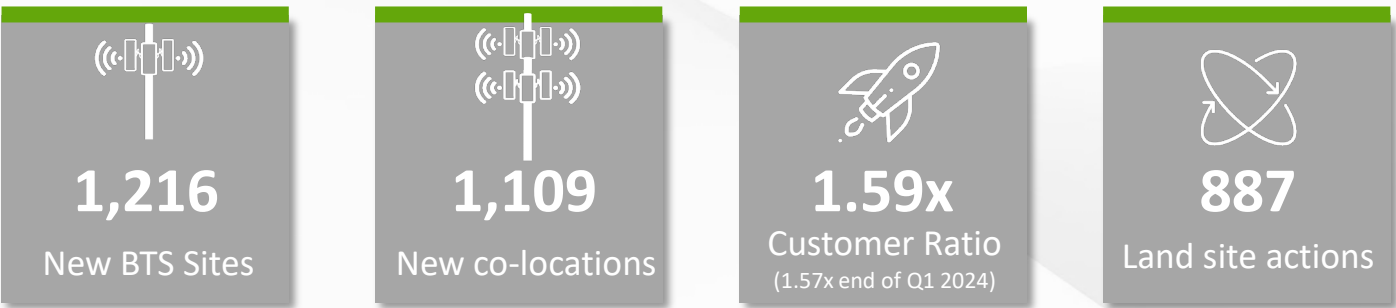 1,216
New BTS Sites
1,109
New co-locations
1.59x
Customer Ratio
(1.57x end of Q1 2024)
887
Land site actions